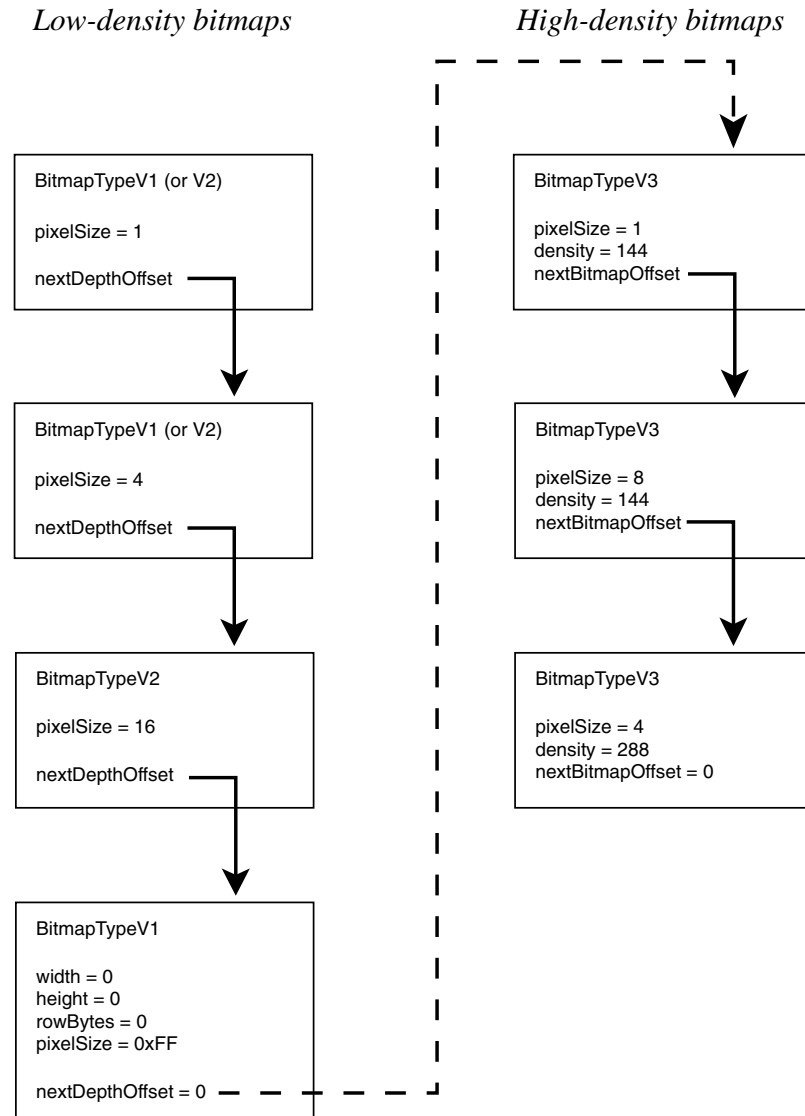 Low-density bitmaps
High-density bitmaps
BitmapTypeV1 (or V2)
pixelSize = 1
nextDepthOffset
BitmapTypeV1 (or V2)
pixelSize = 4
nextDepthOffset
BitmapTypeV2
pixelSize = 16
nextDepthOffset
BitmapTypeV1
width = 0
height = 0
rowBytes = 0
pixelSize = 0xFF
nextDepthOffset = 0
BitmapTypeV3
pixelSize = 1
density = 144
nextBitmapOffset
BitmapTypeV3
pixelSize = 8
density = 144
nextBitmapOffset
BitmapTypeV3
pixelSize = 4
density = 288
nextBitmapOffset = 0